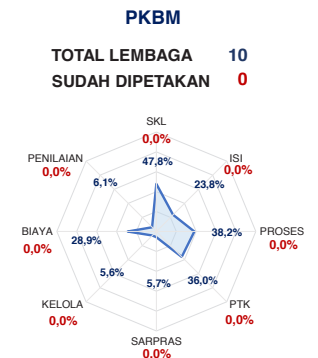 PKBM
TOTAL LEMBAGA 10
SUDAH DIPETAKAN 0
SKL
0,0%
47,8%
PENILAIAN
0,0%
6,1%
ISI
0,0%
23,8%
BIAYA
0,0%
28,9%
38,2%
PROSES
0,0%
5,6%
5,7%
36,0%
KELOLA
0,0%
PTK
0,0%
SARPRAS
0,0%